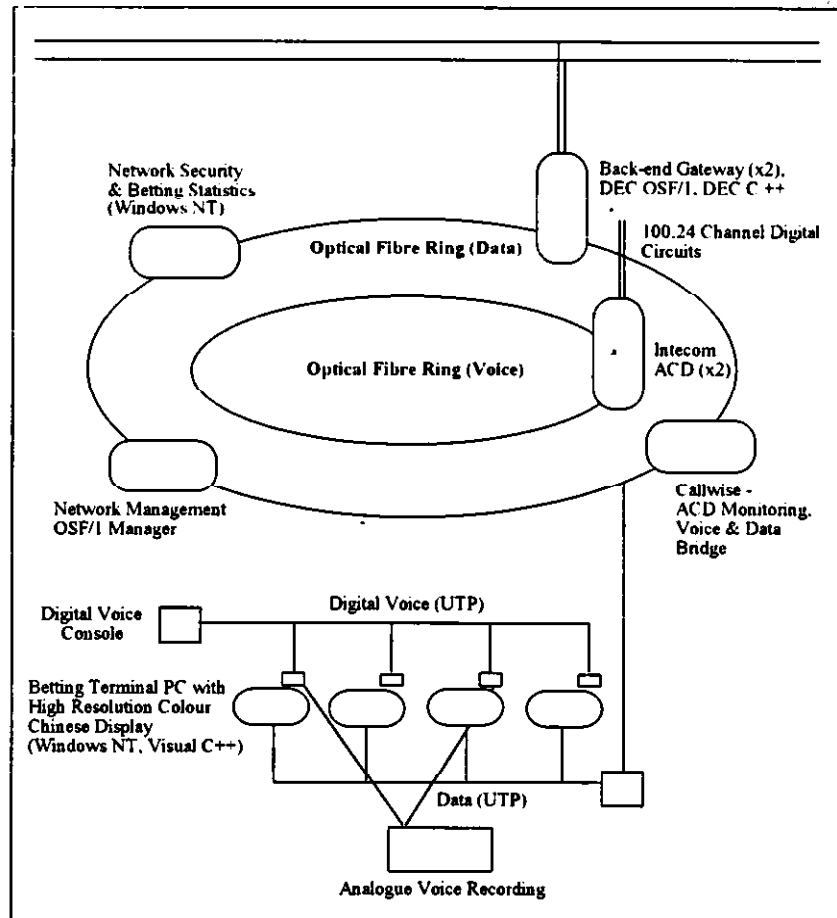 Network Security
& Betting Statistics
(Windows NT)
Back-end Gateway (x2).
DEC OSF/1. DEC C ++
100.24 Channel Digital
Circuits
Optical Fibre Ring (Data)
Optical Fibre Ring (Voice)
Intecom
ACD (x2)
Network Management
OSF/1 Manager
Callwise -
ACD Monitoring.
Voice & Data
Bridge
Digital Voice
Console
Digital Voice (UTP)
Betting Terminal PC with
High Resolution Colour
Chinese Display
(Windows NT, Visual C++)
Data (UTP)
Analogue Voice Recording